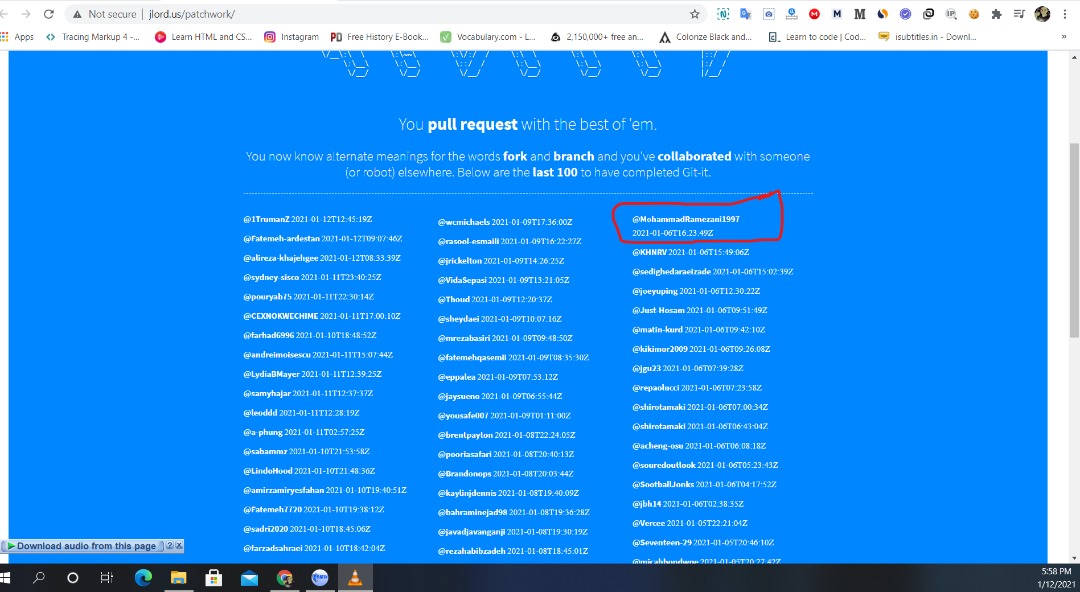 Not secure | jlord.us/patchwork/
Apps
Tracing Markup 4 -...
Learn HTML and CS...
Instagram
PD Free History E-Book...
Vocabulary.com - L...
2,150,000+ free an...
Colorize Black and...
Learn to code | Cod...
isubtitles.in - Downl...
»
You pull request with the best of 'em.
You now know alternate meanings for the words fork and branch and you've collaborated with someone
(or robot) elsewhere. Below are the last 100 to have completed Git-it.
@1TrumanZ 2021-01-12T12:45:19Z
@Fatemeh-ardestan 2021-01-12T09:07:46Z
@alireza-khajehgee 2021-01-12T08:33:39Z
@sydney-sisco 2021-01-11T23:40:25Z
@pouryab75 2021-01-11T22:30:14Z
@CEXNOKWECHIME 2021-01-11T17:00:10Z
@farhad6996 2021-01-10T18:48:52Z
@andreimoisescu 2021-01-11T15:07:44Z
@LydiaBMayer 2021-01-11T12:39:25Z
@samyhajar 2021-01-11T12:37:37Z
@leoddd 2021-01-11T12:28:19Z
@a-phung 2021-01-11T02:57:25Z
@sahammz 2021-01-10T21:53:58Z
@LindoHood 2021-01-10T21:48:36Z
@amirzamiryesfahan 2021-01-10T19:40:51Z
@Fatemeh7720 2021-01-10T19:38:12Z
@sadri2020 2021-01-10T18:45:06Z
@farzadsahraei 2021-01-10T18:42:04Z
@wcmichaels 2021-01-09T17:36:00Z
@rasool-esmaili 2021-01-09T16:22:27Z
@jrickelton 2021-01-09T14:26:25Z
@VidaSepasi 2021-01-09T13:21:05Z
@Thoud 2021-01-09T12:20:37Z
@sheydaei 2021-01-09T10:07:16Z
@mrezabasiri 2021-01-09T09:48:50Z
@fatemehqasemii 2021-01-09T08:35:30Z
@eppalea 2021-01-09T07:53:12Z
@jaysueno 2021-01-09T06:55:44Z
@yousafe007 2021-01-09T01:11:00Z
@brentpayton 2021-01-08T22:24:05Z
@pooriasafari 2021-01-08T20:40:13Z
@Brandonops 2021-01-08T20:03:44Z
@kaylinjdennis 2021-01-08T19:40:09Z
@bahraminejad98 2021-01-08T19:36:28Z
@javadjavanganji 2021-01-08T19:30:19Z
@rezahabibzadeh 2021-01-08T18:45:01Z
@MohammadRamezani1997
2021-01-06T16:23:49Z
@KHNRV 2021-01-06T15:49:06Z
@sedighedaraeizade 2021-01-06T15:02:39Z
@joeyuping 2021-01-06T12:30:22Z
@Just-Hosam 2021-01-06T09:51:49Z
@matin-kurd 2021-01-06T09:42:10Z
@kikimor2009 2021-01-06T09:26:08Z
@jgu23 2021-01-06T07:39:28Z
@repaolucci 2021-01-06T07:23:58Z
@shirotamaki 2021-01-06T07:00:34Z
@shirotamaki 2021-01-06T06:43:04Z
@acheng-osu 2021-01-06T06:08:18Z
@souredoutlook 2021-01-06T05:23:43Z
@SootballJonks 2021-01-06T04:17:52Z
@jbh14 2021-01-06T02:38:35Z
@Vercee 2021-01-05T22:21:04Z
@Seventeen-29 2021-01-05T20:46:10Z
Download audio from this page
5:58 PM
1/12/2021